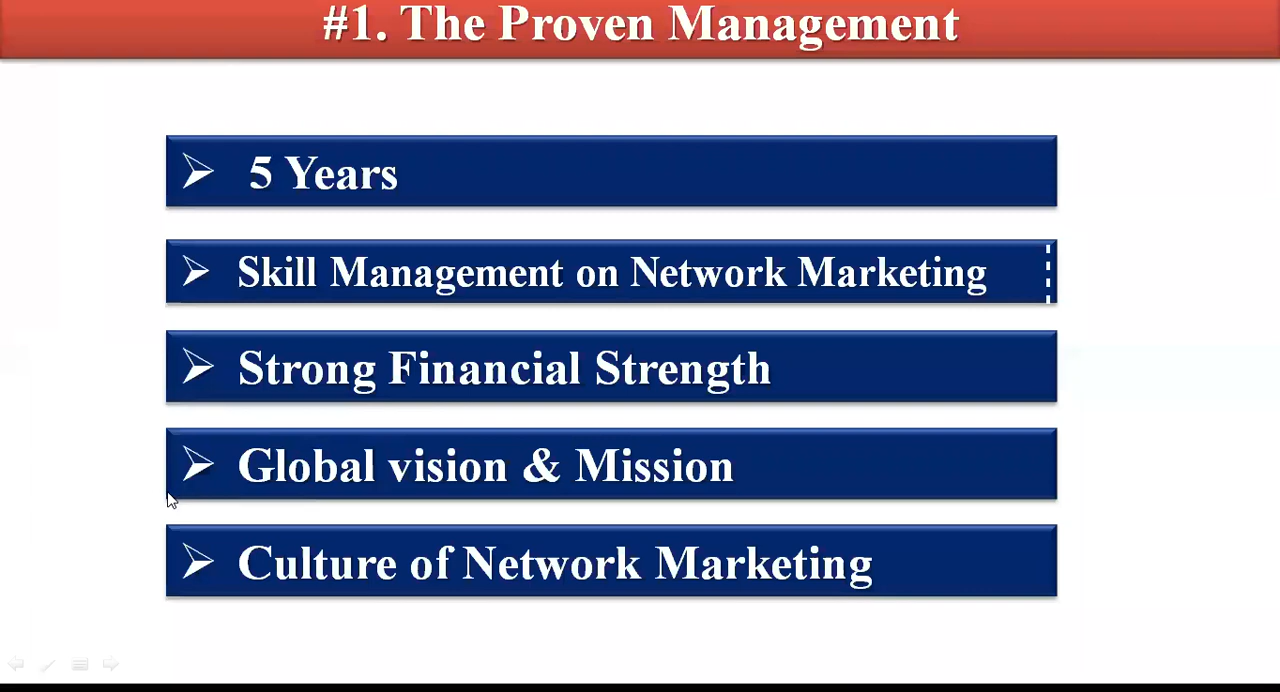 #1. The Proven Management
➢ 5 Years
➢ Skill Management on Network Marketing
➢ Strong Financial Strength
➢ Global vision & Mission
➢ Culture of Network Marketing